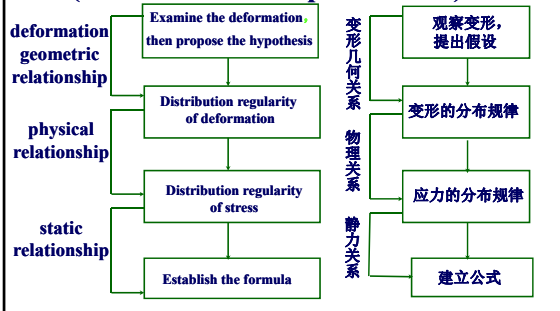 deformation
geometric
relationship
Examine the deformation,
then propose the hypothesis
physical
relationship
Distribution regularity
of deformation
static
relationship
Distribution regularity
of stress
Establish the formula
变形几何关系
观察变形，
提出假设
物理关系
变形的分布规律
静力关系
应力的分布规律
建立公式